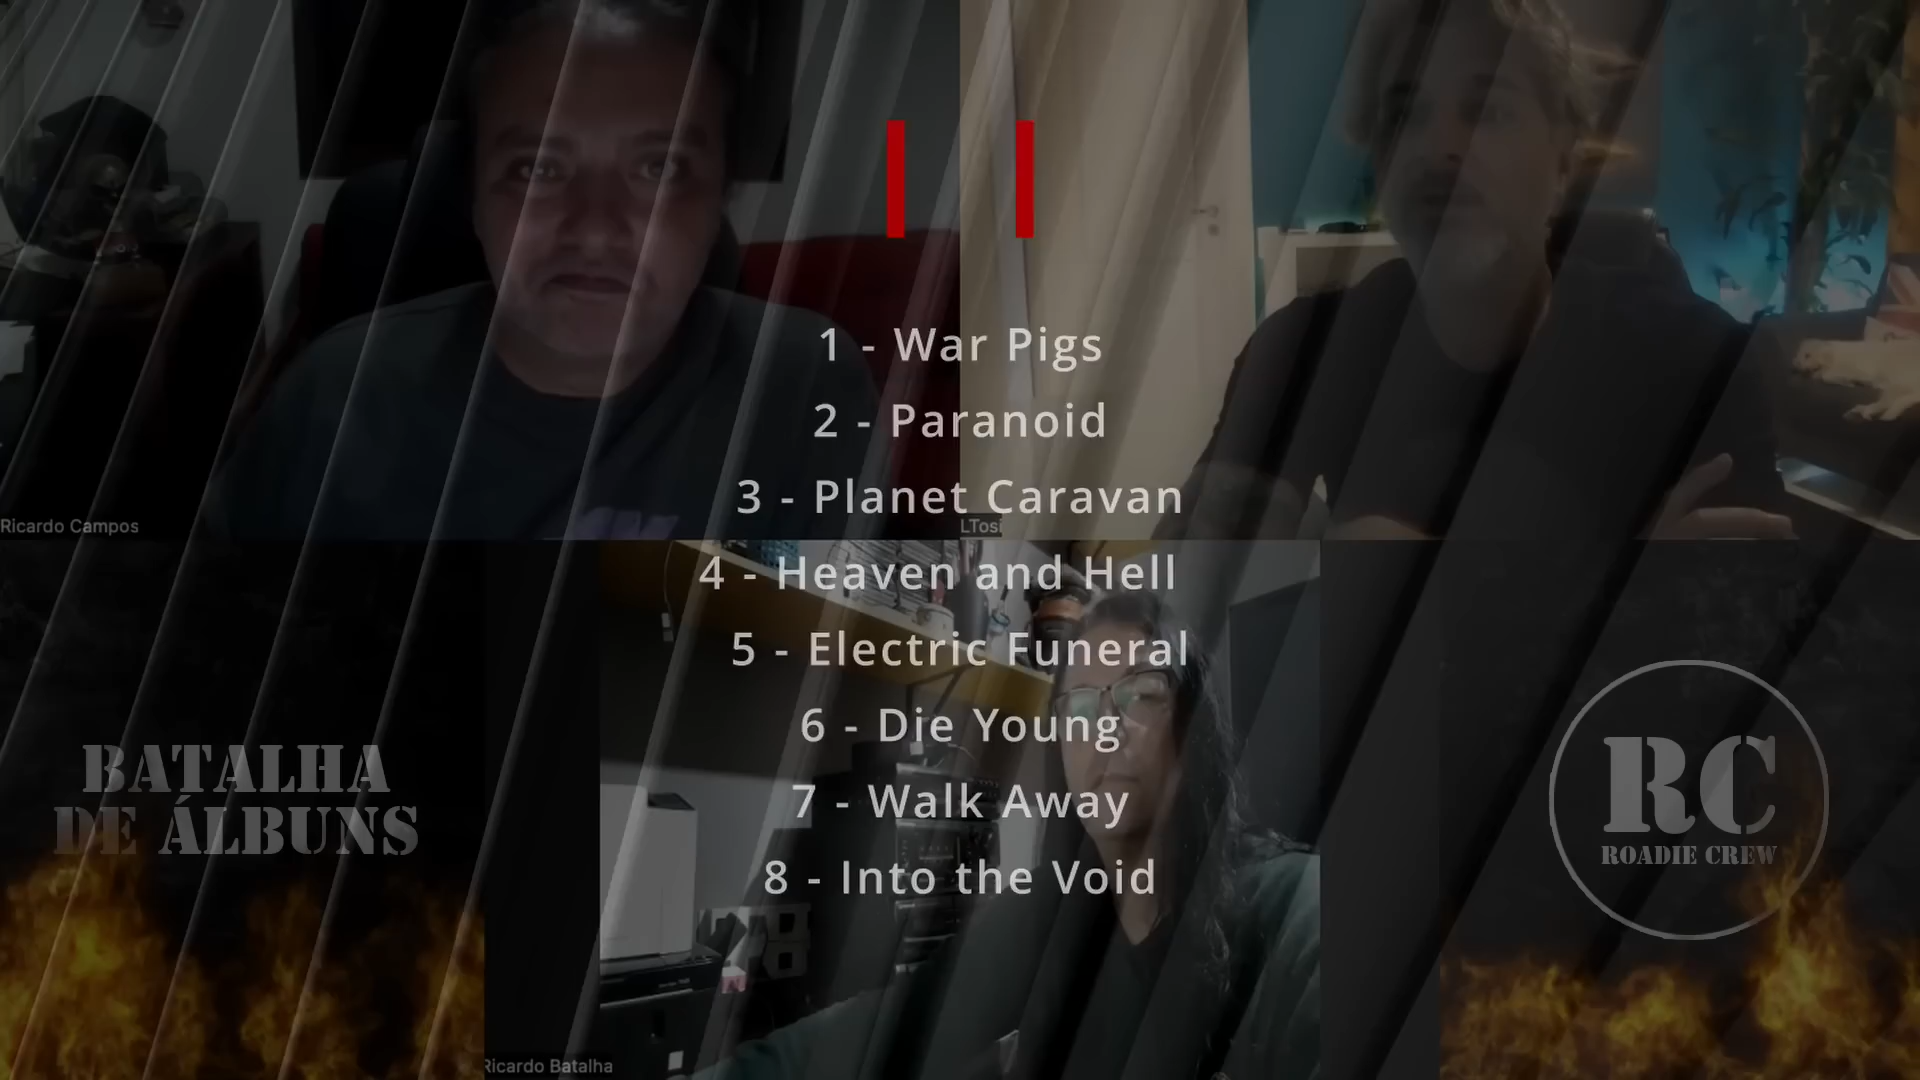 1 - War Pigs
2 - Paranoid
3 - Planet Caravan
4 - Heaven and Hell
5 - Electric Funeral
6 - Die Young
7 - Walk Away
8 - Into the Void
Ricardo Campos
LTosi
BATALHA
DE ÁLBUNS
RC
ROADIE CREW
Ricardo Batalha